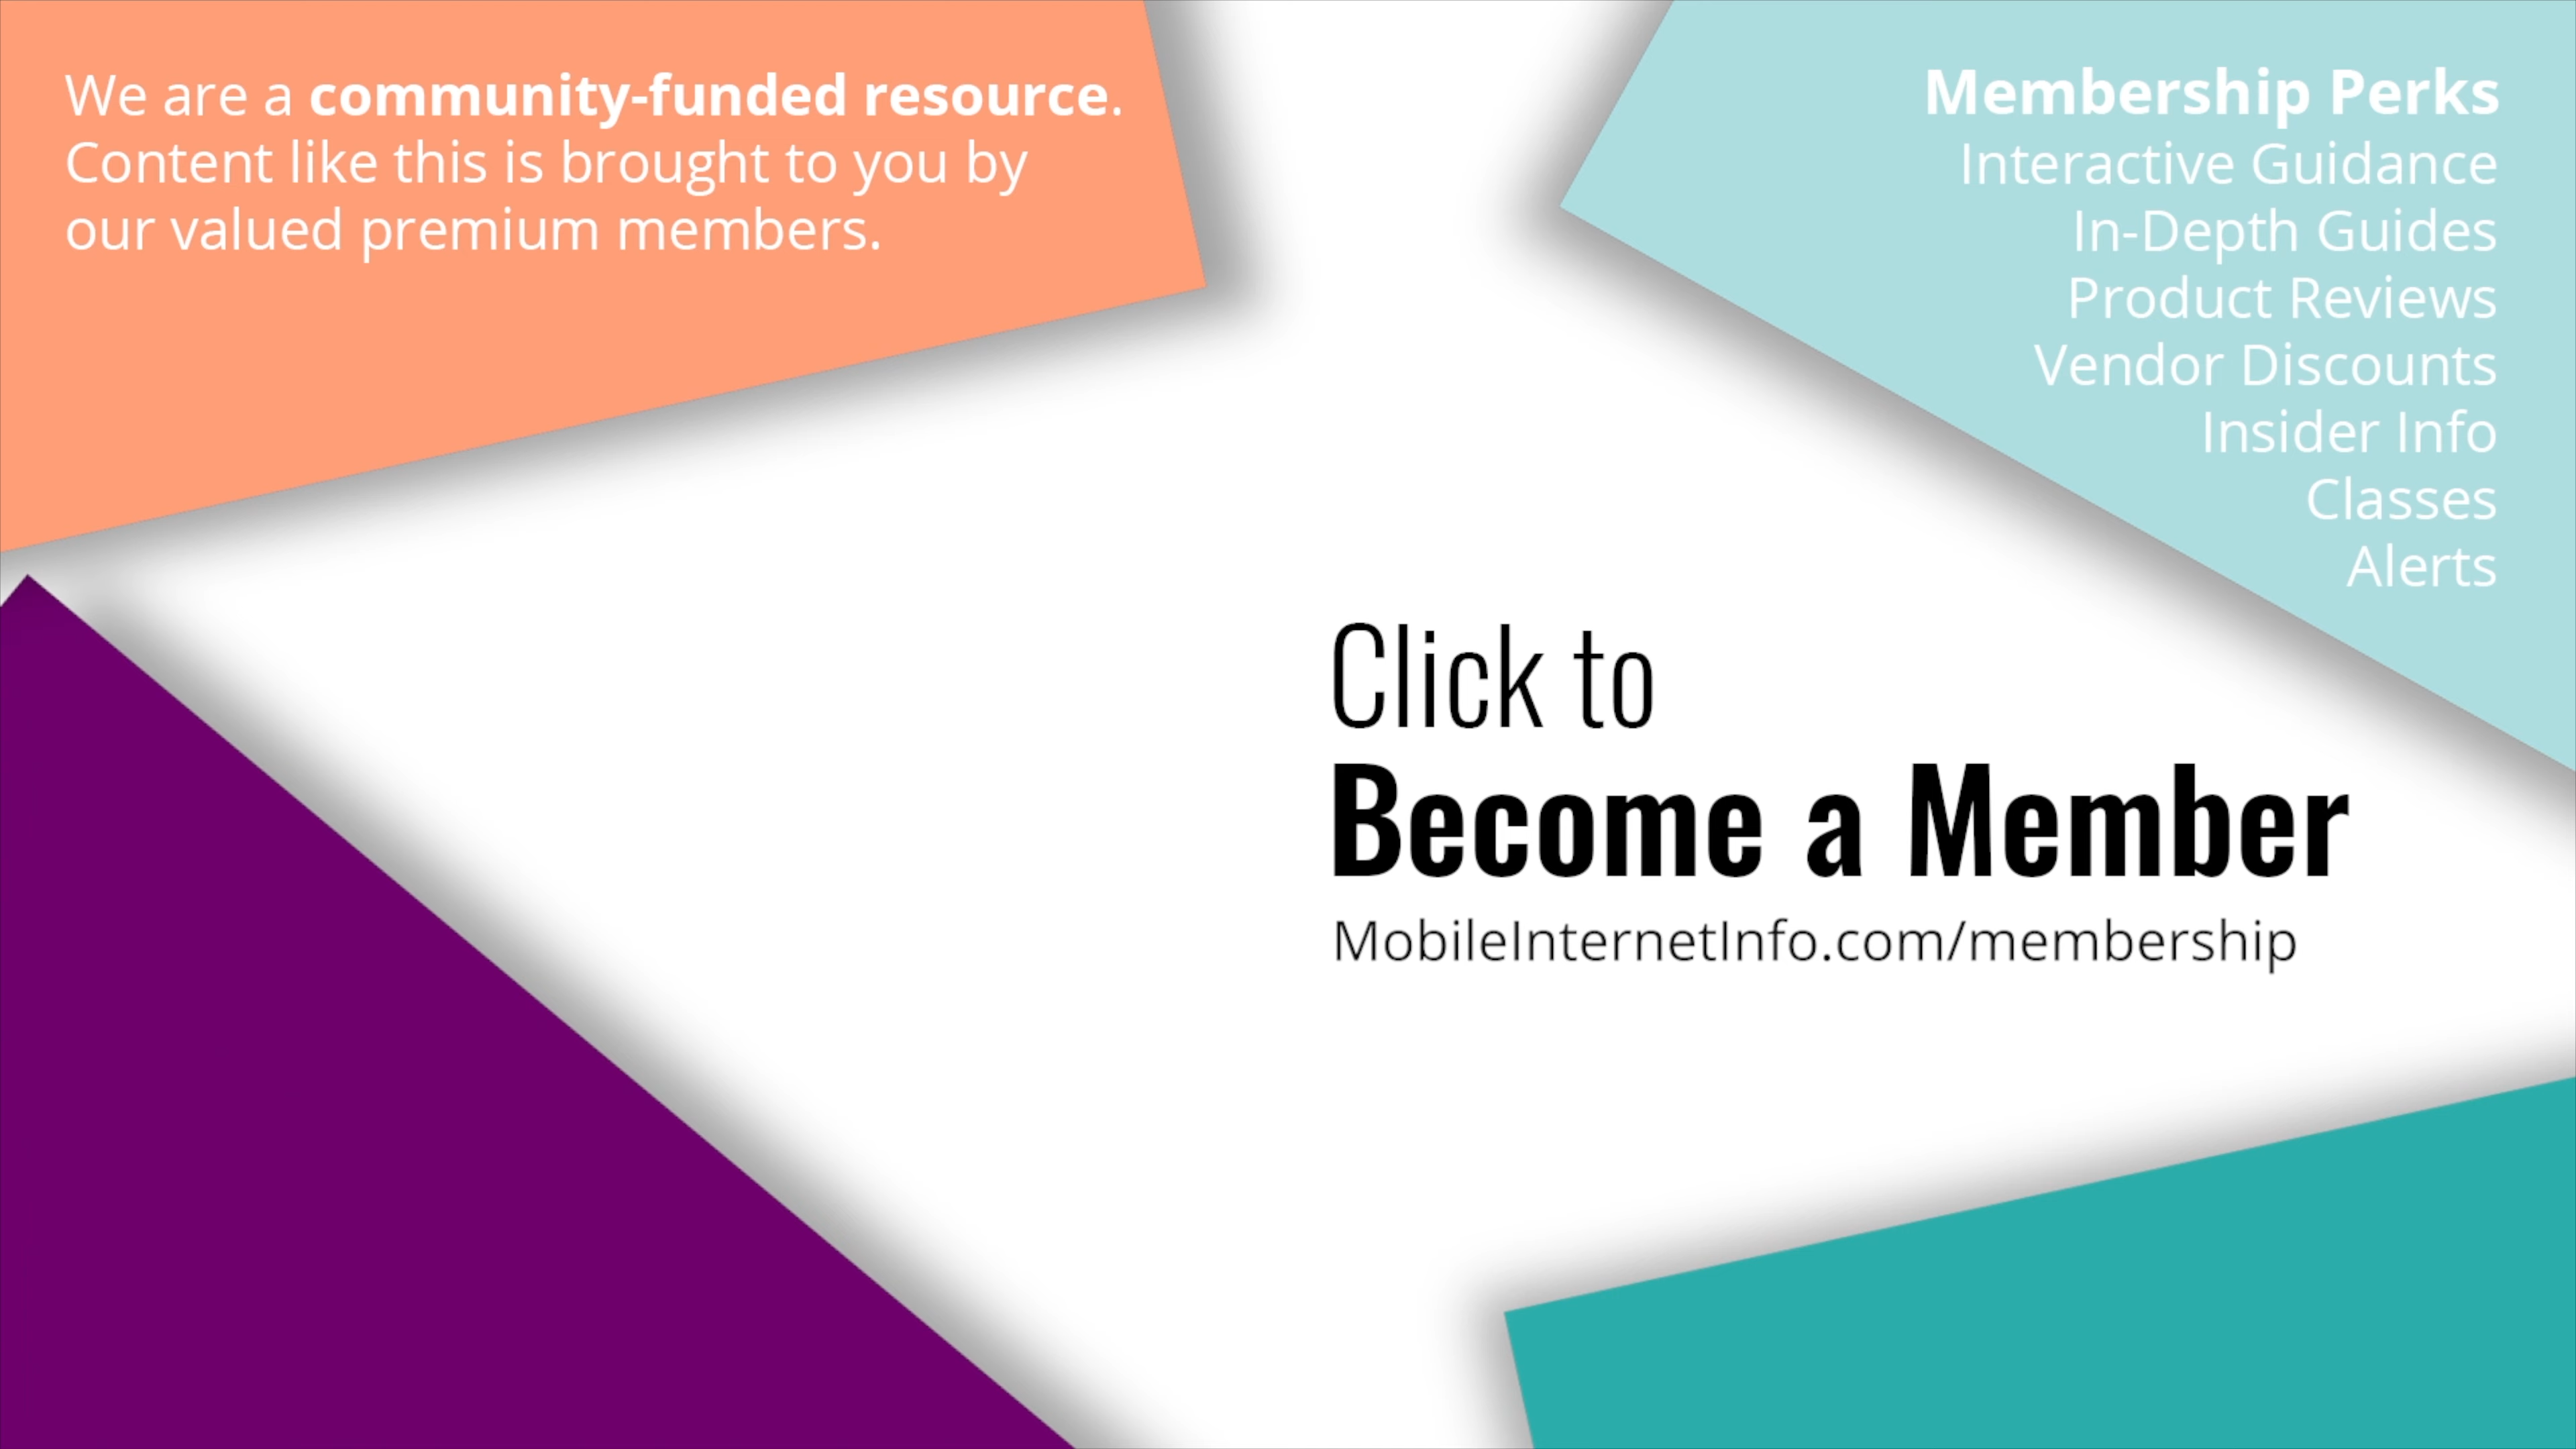 We are a community-funded resource.
Content like this is brought to you by
our valued premium members.
Membership Perks
Interactive Guidance
In-Depth Guides
Product Reviews
Vendor Discounts
Insider Info
Classes
Alerts
Click to
Become a Member
MobileInternetInfo.com/membership